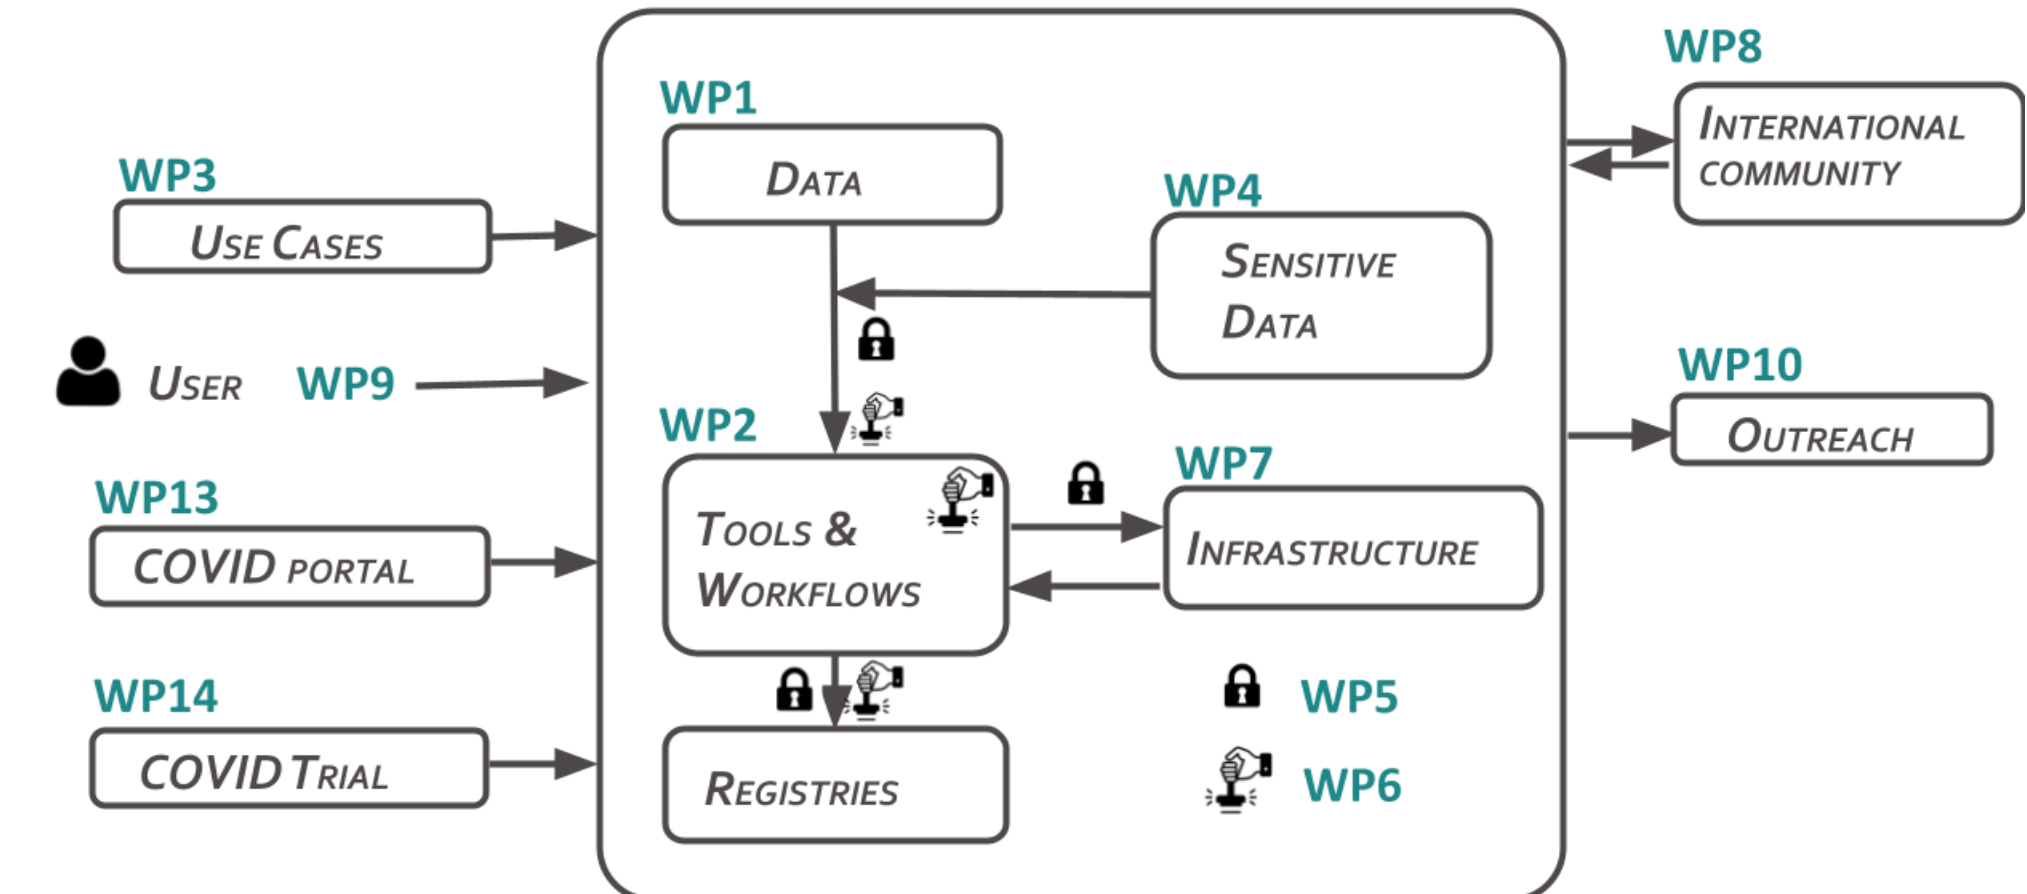 WP3
USE CASES
USER WP9
WP13
COVID PORTAL
WP14
COVID TRIAL
WP1
DATA
WP4
SENSITIVE
DATA
WP2
TOOLS &
WORKFLOWS
WP7
INFRASTRUCTURE
REGISTRIES
WP5
WP6
WP8
INTERNATIONAL
COMMUNITY
WP10
OUTREACH